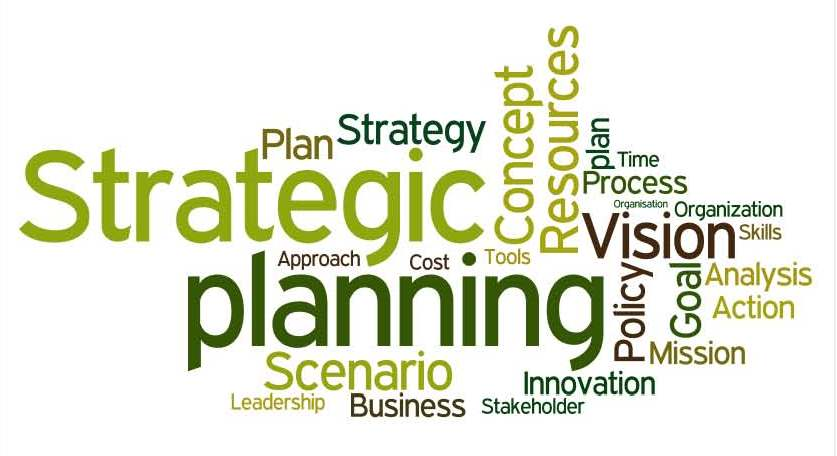 Plan
Strategy
Concept
Resources
plan
Time
Process
Strategic
Organisation
Organization
Vision
Skills
Approach
Cost
Tools
planning
Policy
Goal
Analysis
Action
Mission
Scenario
Innovation
Leadership
Business
Stakeholder